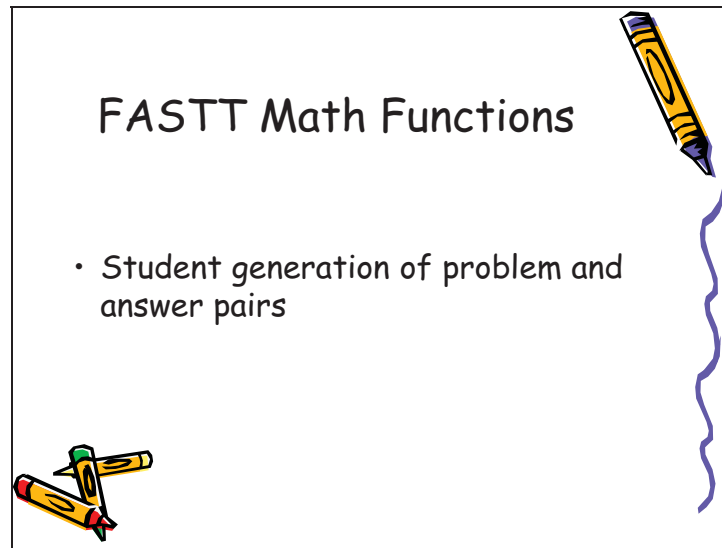 FASTT Math Functions
• Student generation of problem and
answer pairs